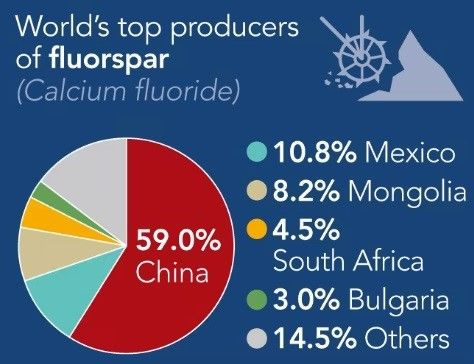 World's top producers
of fluorspar
(Calcium fluoride)
59.0%
China
10.8% Mexico
8.2% Mongolia
4.5%
South Africa
3.0% Bulgaria
14.5% Others